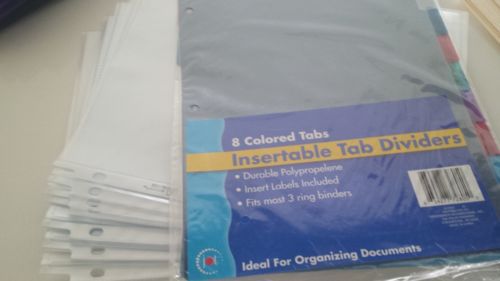 8 Colored Tabs
Insertable Tab Dividers
• Durable Polypropelene
• Insert Labels Included
• Fits most 3 ring binders
Ideal For Organizing Documents